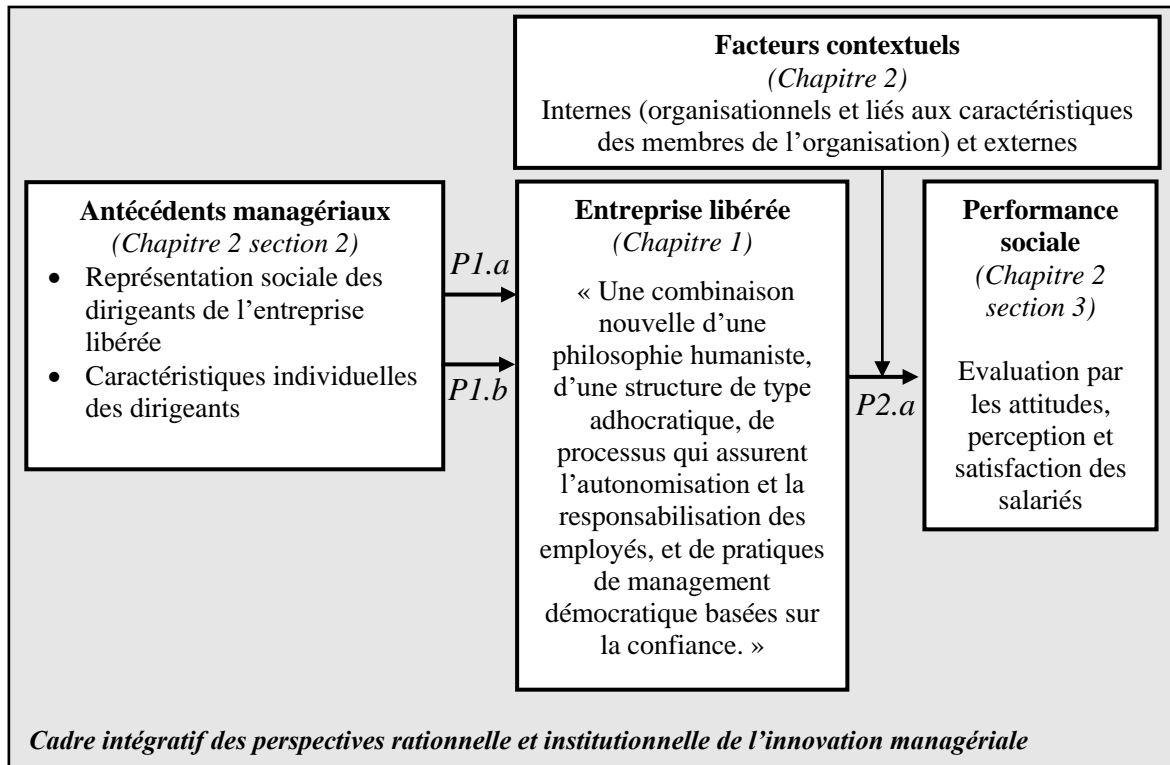 Facteurs contextuels
(Chapitre 2)
Internes (organisationnels et liés aux caractéristiques
des membres de l’organisation) et externes
Antécédents managériaux
(Chapitre 2 section 2)
• Représentation sociale des
dirigeants de l’entreprise
libérée
• Caractéristiques individuelles
des dirigeants
P1.a
P1.b
Entreprise libérée
(Chapitre 1)
« Une combinaison
nouvelle d’une
philosophie humaniste,
d’une structure de type
adhocratique, de
processus qui assurent
l’autonomisation et la
responsabilisation des
employés, et de pratiques
de management
démocratique basées sur
la confiance. »
P2.a
Performance
sociale
(Chapitre 2
section 3)
Evaluation par
les attitudes,
perception et
satisfaction des
salariés
Cadre intégratif des perspectives rationnelle et institutionnelle de l’innovation managériale